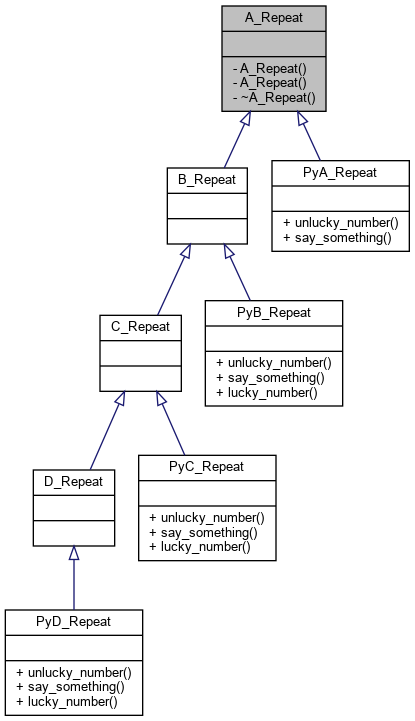 A_Repeat
- A_Repeat()
- A_Repeat()
- ~A_Repeat()
B_Repeat
PyA_Repeat
+ unlucky_number()
+ say_something()
C_Repeat
PyB_Repeat
+ unlucky_number()
+ say_something()
+ lucky_number()
D_Repeat
PyC_Repeat
+ unlucky_number()
+ say_something()
+ lucky_number()
PyD_Repeat
+ unlucky_number()
+ say_something()
+ lucky_number()